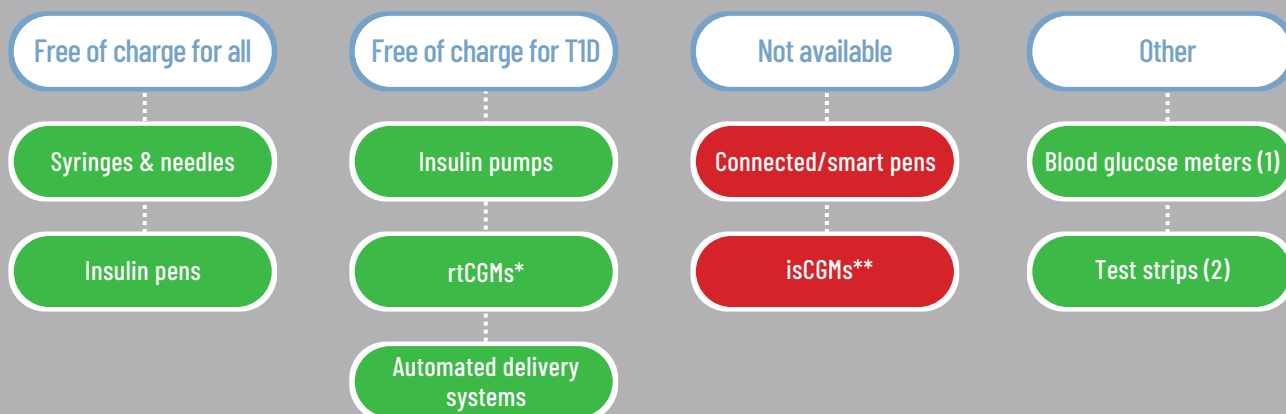 Free of charge for all
Syringes & needles
Insulin pens
Free of charge for T1D
Insulin pumps
rtCGMs*
Automated delivery
systems
Not available
Connected/smart pens
isCGMs**
Other
Blood glucose meters (1)
Test strips (2)